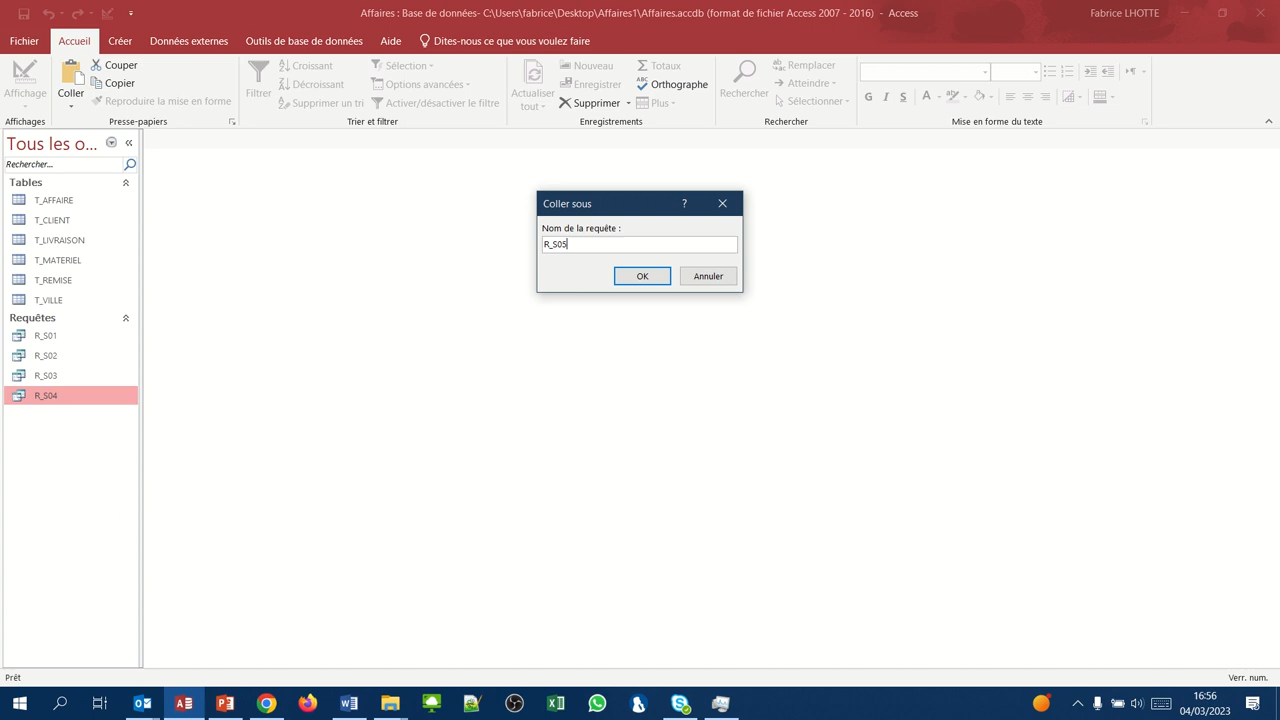 Affaires : Base de données- C:\Users\fabrice\Desktop\Affaires1\Affaires.accdb (format de fichier Access 2007 - 2016) - Access
Fabrice LHOTTE
Fichier Accueil Créer Données externes Outils de base de données Aide Dites-nous ce que vous voulez faire
Affichage
Coller
Couper
Copier
Reproduire la mise en forme
Filtrer
Croissant
Décroissant
Supprimer un tri
Sélection
Options avancées
Activer/désactiver le filtre
Actualiser
tout
Nouveau
Enregistrer
Supprimer
Totaux
Orthographe
Plus
Rechercher
Remplacer
Atteindre
Sélectionner
G I S A
Affichages Presse-papiers Trier et filtrer Enregistrements Rechercher Mise en forme du texte
Tous les o...
Rechercher...
Tables
T_AFFAIRE
T_CLIENT
T_LIVRAISON
T_MATERIEL
T_REMISE
T_VILLE
Requêtes
R_S01
R_S02
R_S03
R_S04
Coller sous ?
Nom de la requête :
R_S05
OK Annuler
Prêt
Verr. num.
16:56
04/03/2023